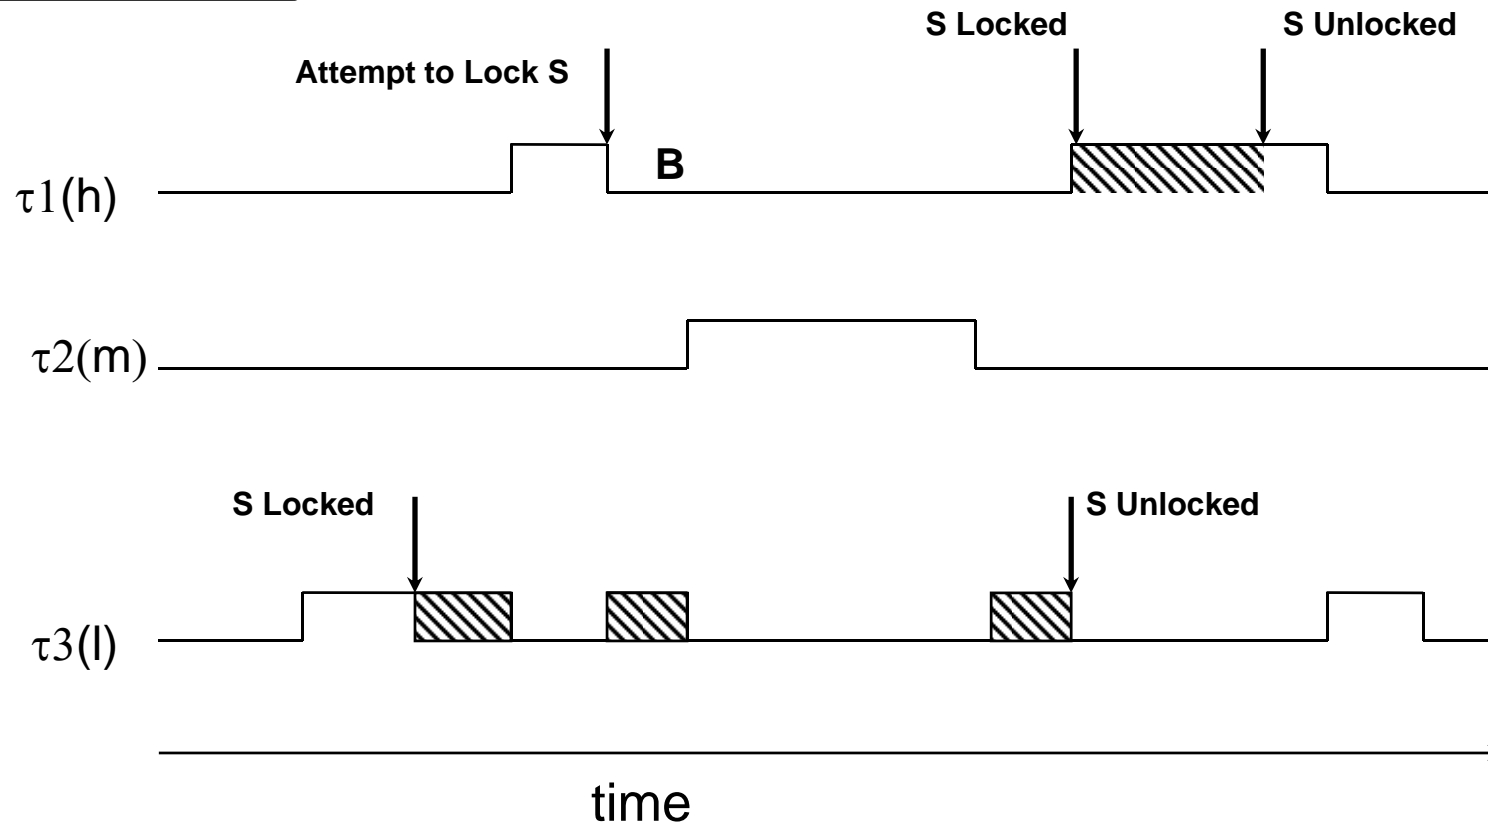 S Locked
S Unlocked
Attempt to Lock S
B
τ1(h)
τ2(m)
S Locked
S Unlocked
τ3(l)
time